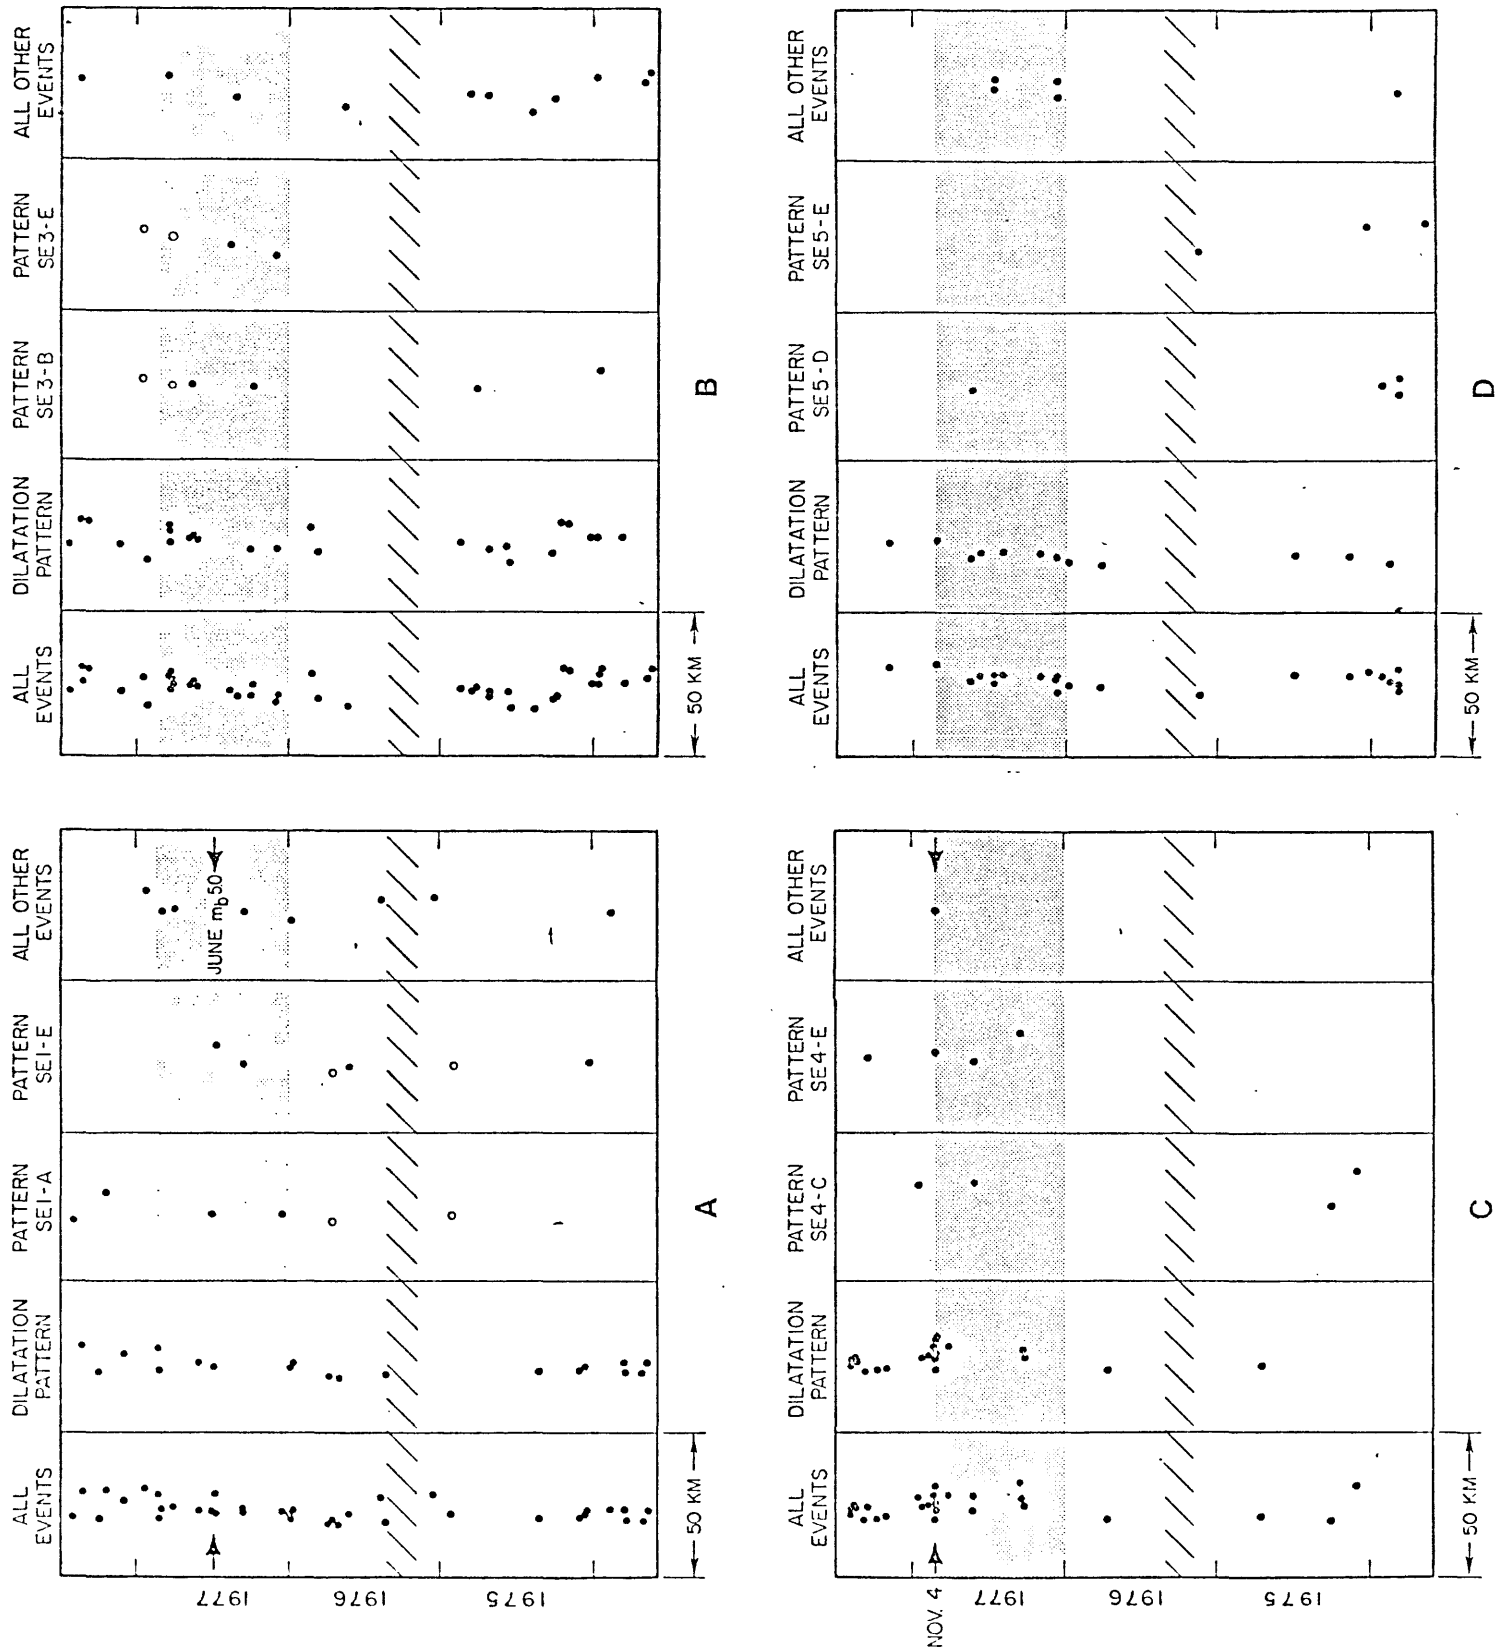 ALL OTHER
EVENTS
PATTERN
SE3-E
PATTERN
SE3-B
DILATATION
PATTERN
ALL
EVENTS
50 KM
B
ALL OTHER
EVENTS
PATTERN
SE5-E
PATTERN
SE5-D
DILATATION
PATTERN
ALL
EVENTS
50 KM
D
ALL OTHER
EVENTS
PATTERN
SE1-E
PATTERN
SE1-A
DILATATION
PATTERN
ALL
EVENTS
JUNE mb 5.0
1977
1976
1975
50 KM
A
ALL OTHER
EVENTS
PATTERN
SE4-E
PATTERN
SE4-C
DILATATION
PATTERN
ALL
EVENTS
NOV. 4
1977
1976
1975
50 KM
C